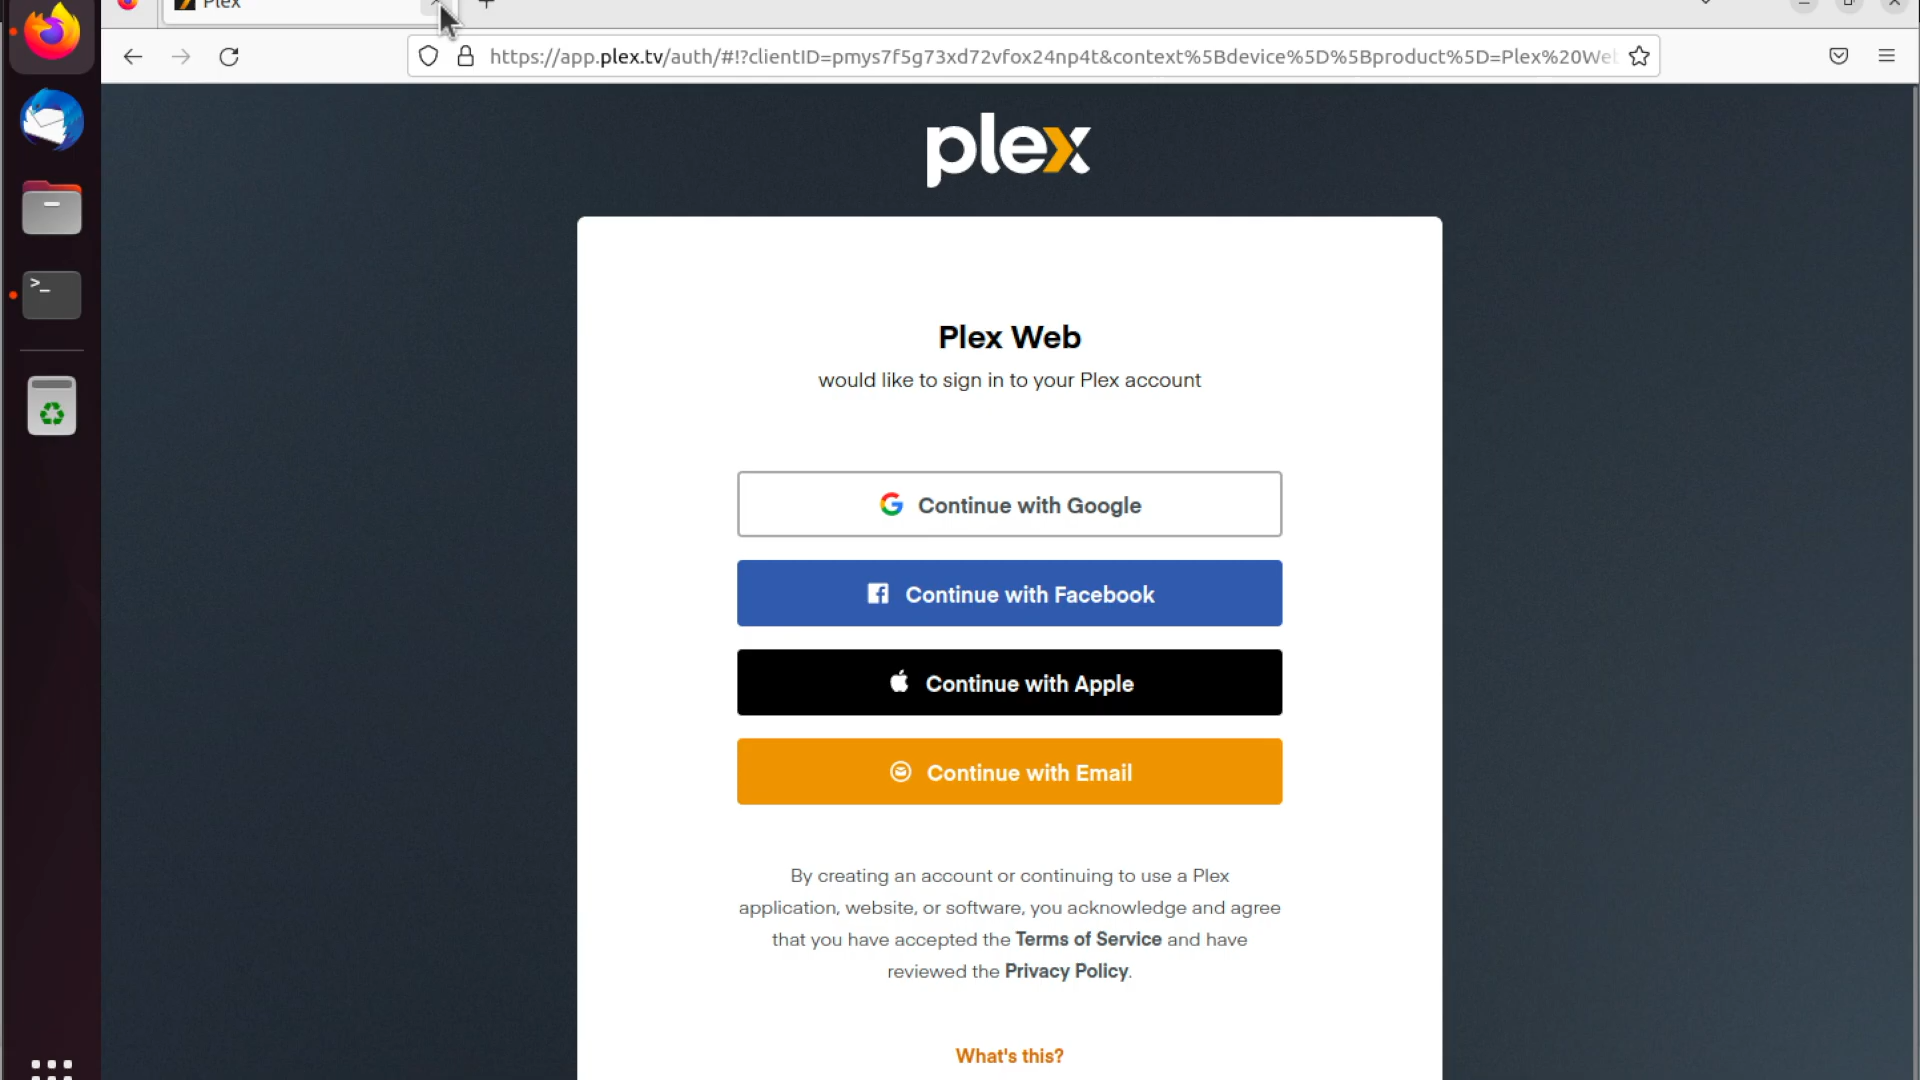 Plex
https://app.plex.tv/auth/#!?clientID=pmys7f5g73xd72vfox24np4t&context%5Bdevice%5D%5Bproduct%5D=Plex%20We
plex
Plex Web
would like to sign in to your Plex account
Continue with Google
Continue with Facebook
Continue with Apple
Continue with Email
By creating an account or continuing to use a Plex
application, website, or software, you acknowledge and agree
that you have accepted the Terms of Service and have
reviewed the Privacy Policy.
What's this?